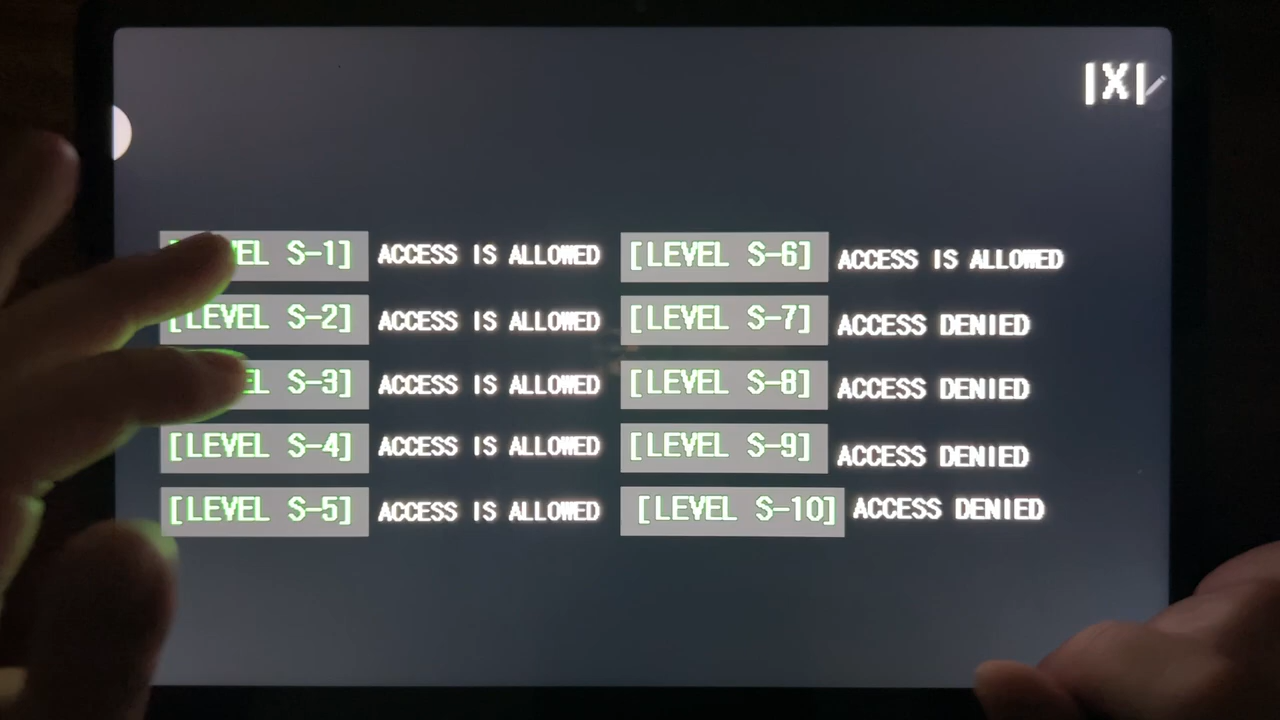 |X|
EL S-1] ACCESS IS ALLOWED
[LEVEL S-2] ACCESS IS ALLOWED
EL S-3] ACCESS IS ALLOWED
[LEVEL S-4] ACCESS IS ALLOWED
[LEVEL S-5] ACCESS IS ALLOWED
[LEVEL S-6] ACCESS IS ALLOWED
[LEVEL S-7] ACCESS DENIED
[LEVEL S-8] ACCESS DENIED
[LEVEL S-9] ACCESS DENIED
[LEVEL S-10] ACCESS DENIED